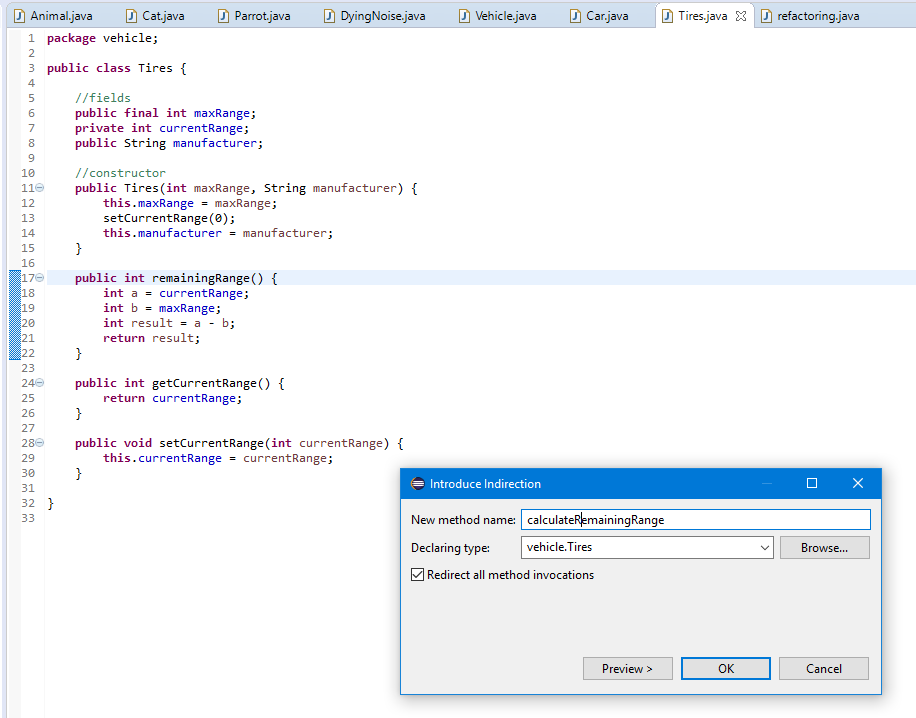 Animal.java Cat.java Parrot.java DyingNoise.java Vehicle.java Car.java Tires.java refactoring.java
1 package vehicle;
2
3 public class Tires {
4
5 //fields
6 public final int maxRange;
7 private int currentRange;
8 public String manufacturer;
9
10 //constructor
11 public Tires(int maxRange, String manufacturer) {
12 this.maxRange = maxRange;
13 setCurrentRange(0);
14 this.manufacturer = manufacturer;
15 }
16
17 public int remainingRange() {
18 int a = currentRange;
19 int b = maxRange;
20 int result = a - b;
21 return result;
22 }
23
24 public int getCurrentRange() {
25 return currentRange;
26 }
27
28 public void setCurrentRange(int currentRange) {
29 this.currentRange = currentRange;
30 }
31
32 }
33
Introduce Indirection
New method name: calculateRemainingRange
Declaring type: vehicle.Tires Browse...
Redirect all method invocations
Preview > OK Cancel